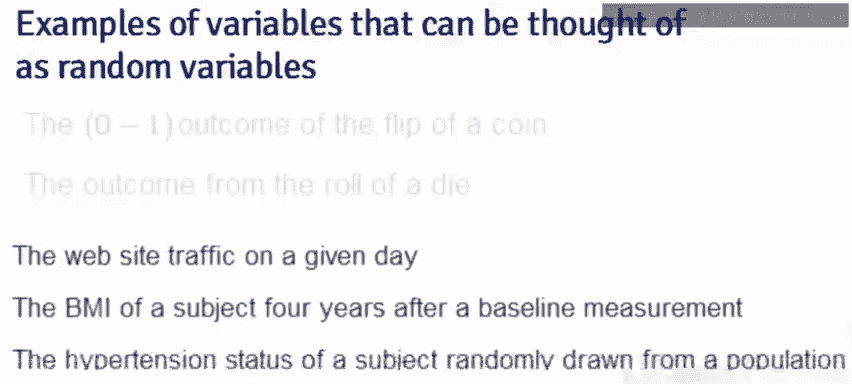 Examples of variables that can be thought of
as random variables
The (0 − 1) outcome of the flip of a coin
The outcome from the roll of a die
The web site traffic on a given day
The BMI of a subject four years after a baseline measurement
The hypertension status of a subject randomly drawn from a population